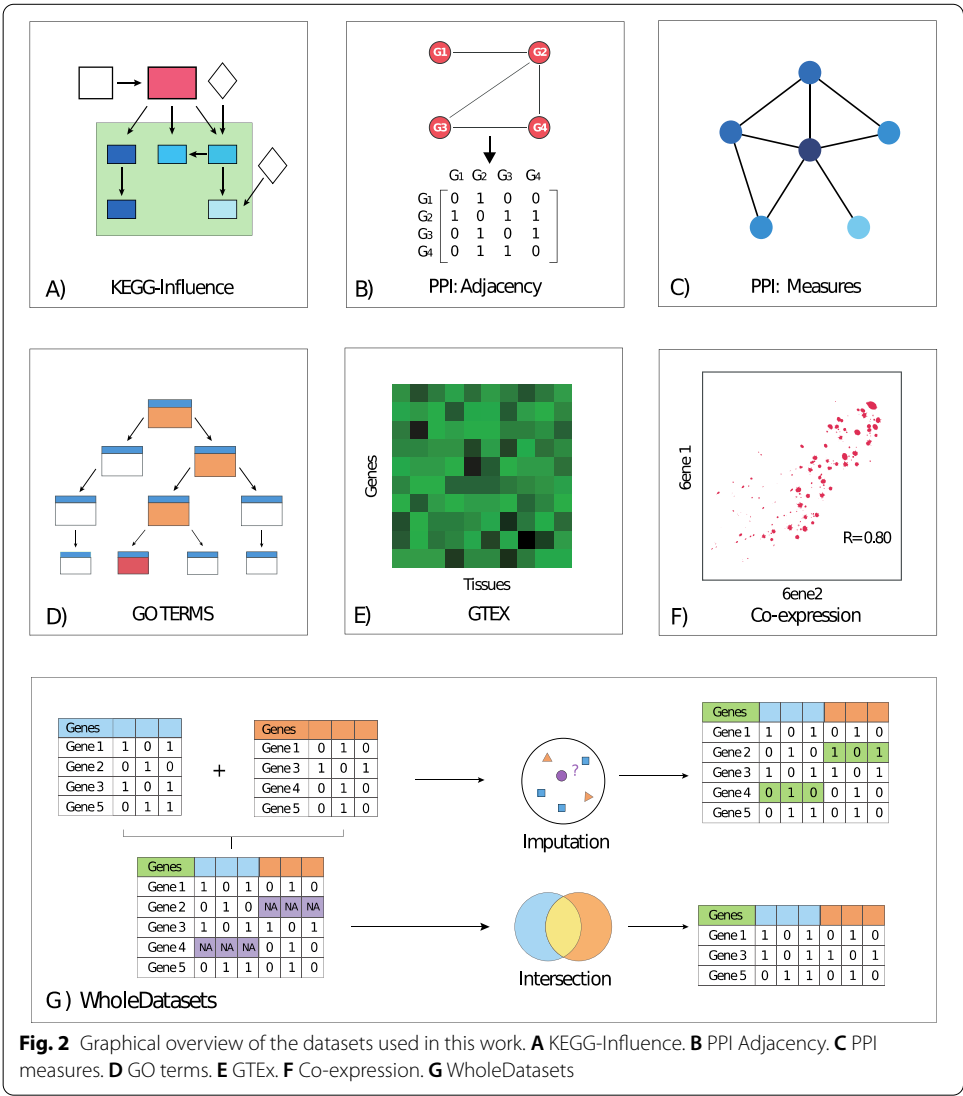 A) KEGG-Influence
G1 G2
G3 G4
G1 G2 G3 G4
G1 0 1 0 0
G2 1 0 1 1
G3 0 1 0 1
G4 0 1 1 0
B) PPI: Adjacency
C) PPI: Measures
D) GO TERMS
Genes
Tissues
E) GTEX
6ene 1
R=0.80
6ene2
F) Co-expression
Genes
Gene 1 1 0 1
Gene 2 0 1 0
Gene 3 1 0 1
Gene 5 0 1 1
+
Genes
Gene 1 0 1 0
Gene 3 1 0 1
Gene 4 0 1 0
Gene 5 0 1 0
?
Imputation
Genes
Gene 1 1 0 1 0 1 0
Gene 2 0 1 0 1 0 1
Gene 3 1 0 1 1 0 1
Gene 4 0 1 0 0 1 0
Gene 5 0 1 1 0 1 0
Genes
Gene 1 1 0 1 0 1 0
Gene 2 0 1 0 NA NA NA
Gene 3 1 0 1 1 0 1
Gene 4 NA NA NA 0 1 0
Gene 5 0 1 1 0 1 0
Intersection
Genes
Gene 1 1 0 1 0 1 0
Gene 3 1 0 1 1 0 1
Gene 5 0 1 1 0 1 0
G ) WholeDatasets
Fig. 2 Graphical overview of the datasets used in this work. A KEGG-Influence. B PPI Adjacency. C PPI
measures. D GO terms. E GTEx. F Co-expression. G WholeDatasets